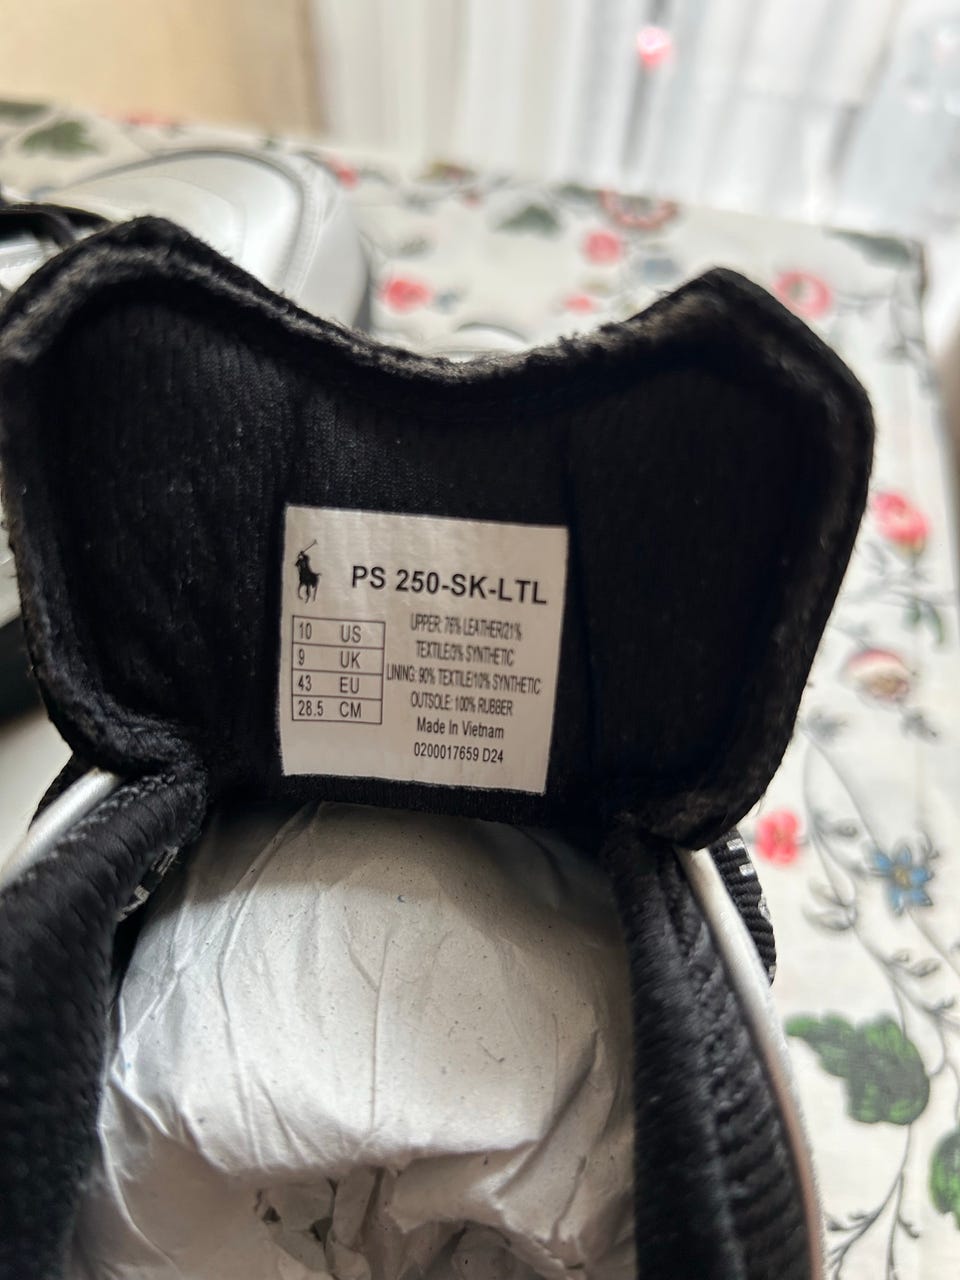 PS 250-SK-LTL
10 US
9 UK
43 EU
28.5 CM
UPPER: 76% LEATHER/21%
TEXTILE/3% SYNTHETIC
LINING: 90% TEXTILE/10% SYNTHETIC
OUTSOLE: 100% RUBBER
Made In Vietnam
0200017659 D24